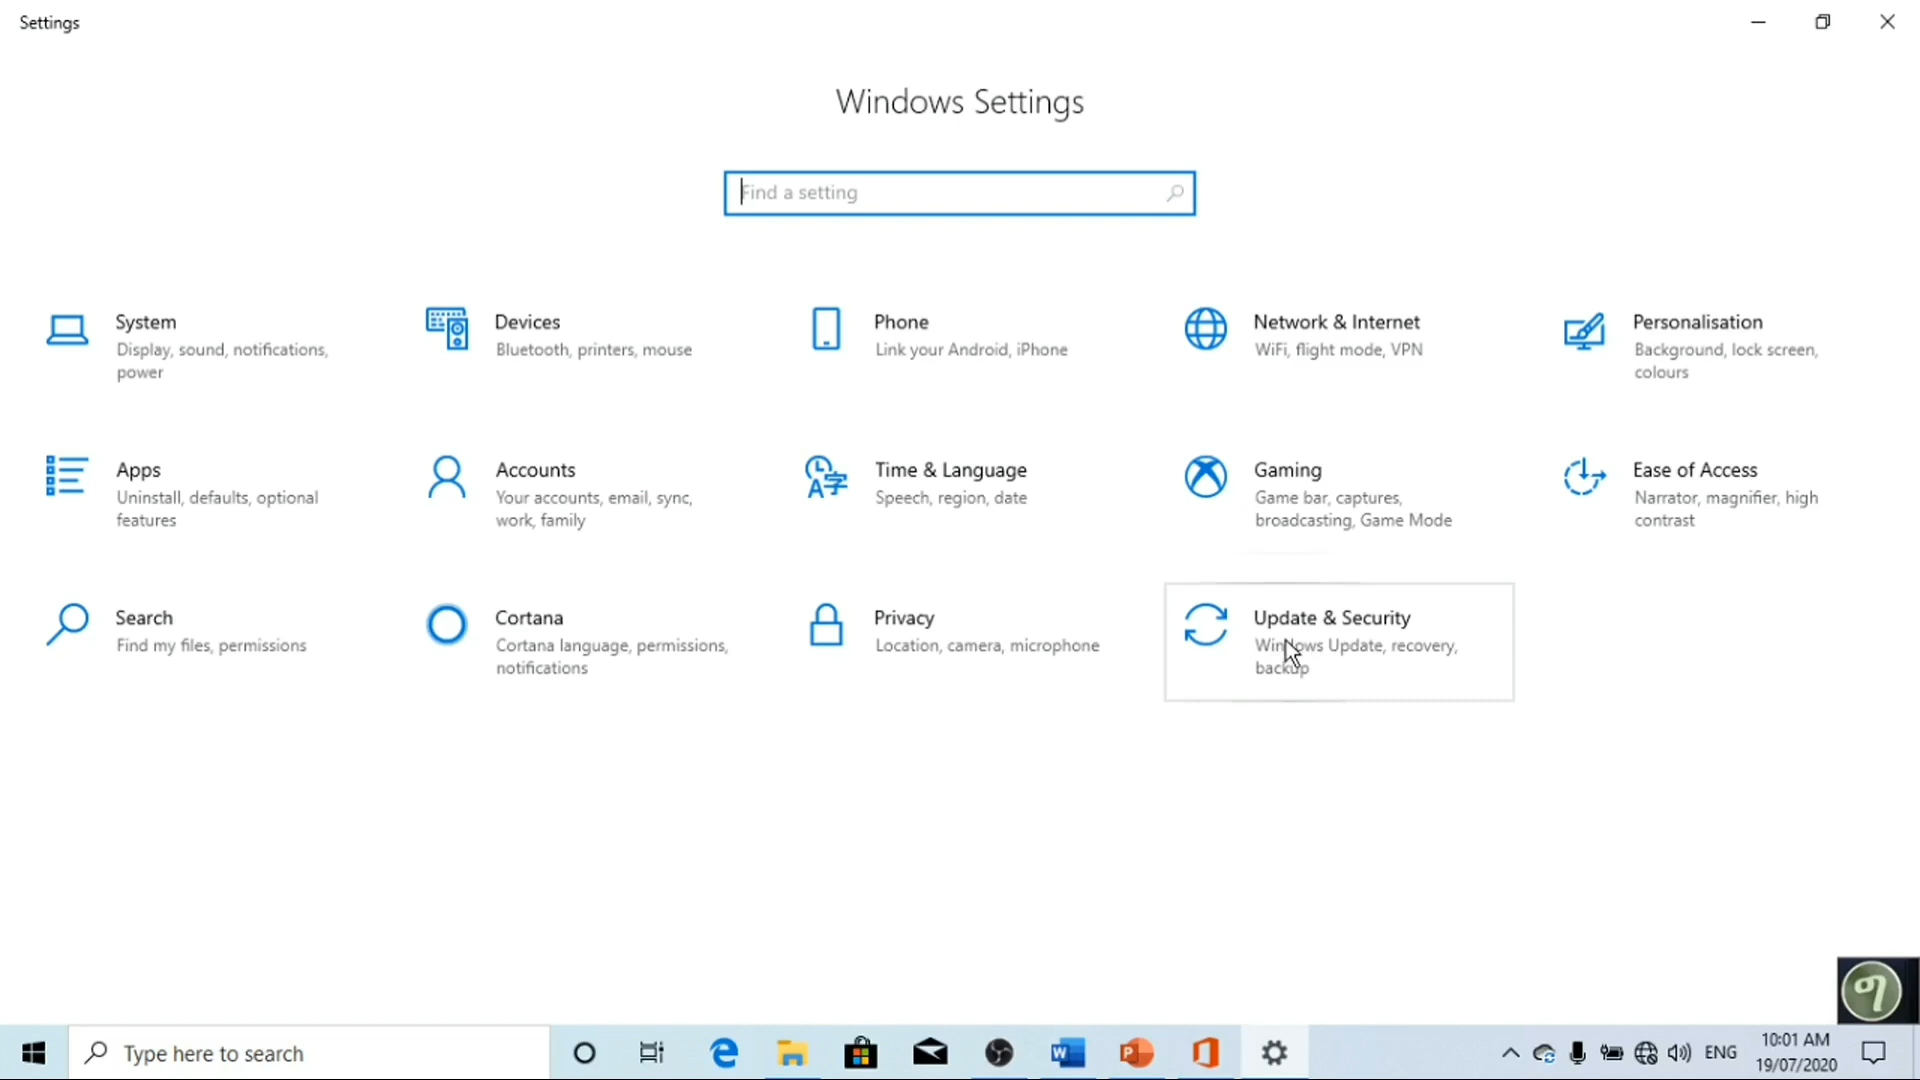 Settings
Windows Settings
Find a setting
System
Display, sound, notifications,
power
Devices
Bluetooth, printers, mouse
Phone
Link your Android, iPhone
Network & Internet
WiFi, flight mode, VPN
Personalisation
Background, lock screen,
colours
Apps
Uninstall, defaults, optional
features
Accounts
Your accounts, email, sync,
work, family
Time & Language
Speech, region, date
Gaming
Game bar, captures,
broadcasting, Game Mode
Ease of Access
Narrator, magnifier, high
contrast
Search
Find my files, permissions
Cortana
Cortana language, permissions,
notifications
Privacy
Location, camera, microphone
Update & Security
Windows Update, recovery,
backup
Type here to search
ENG
10:01 AM
19/07/2020